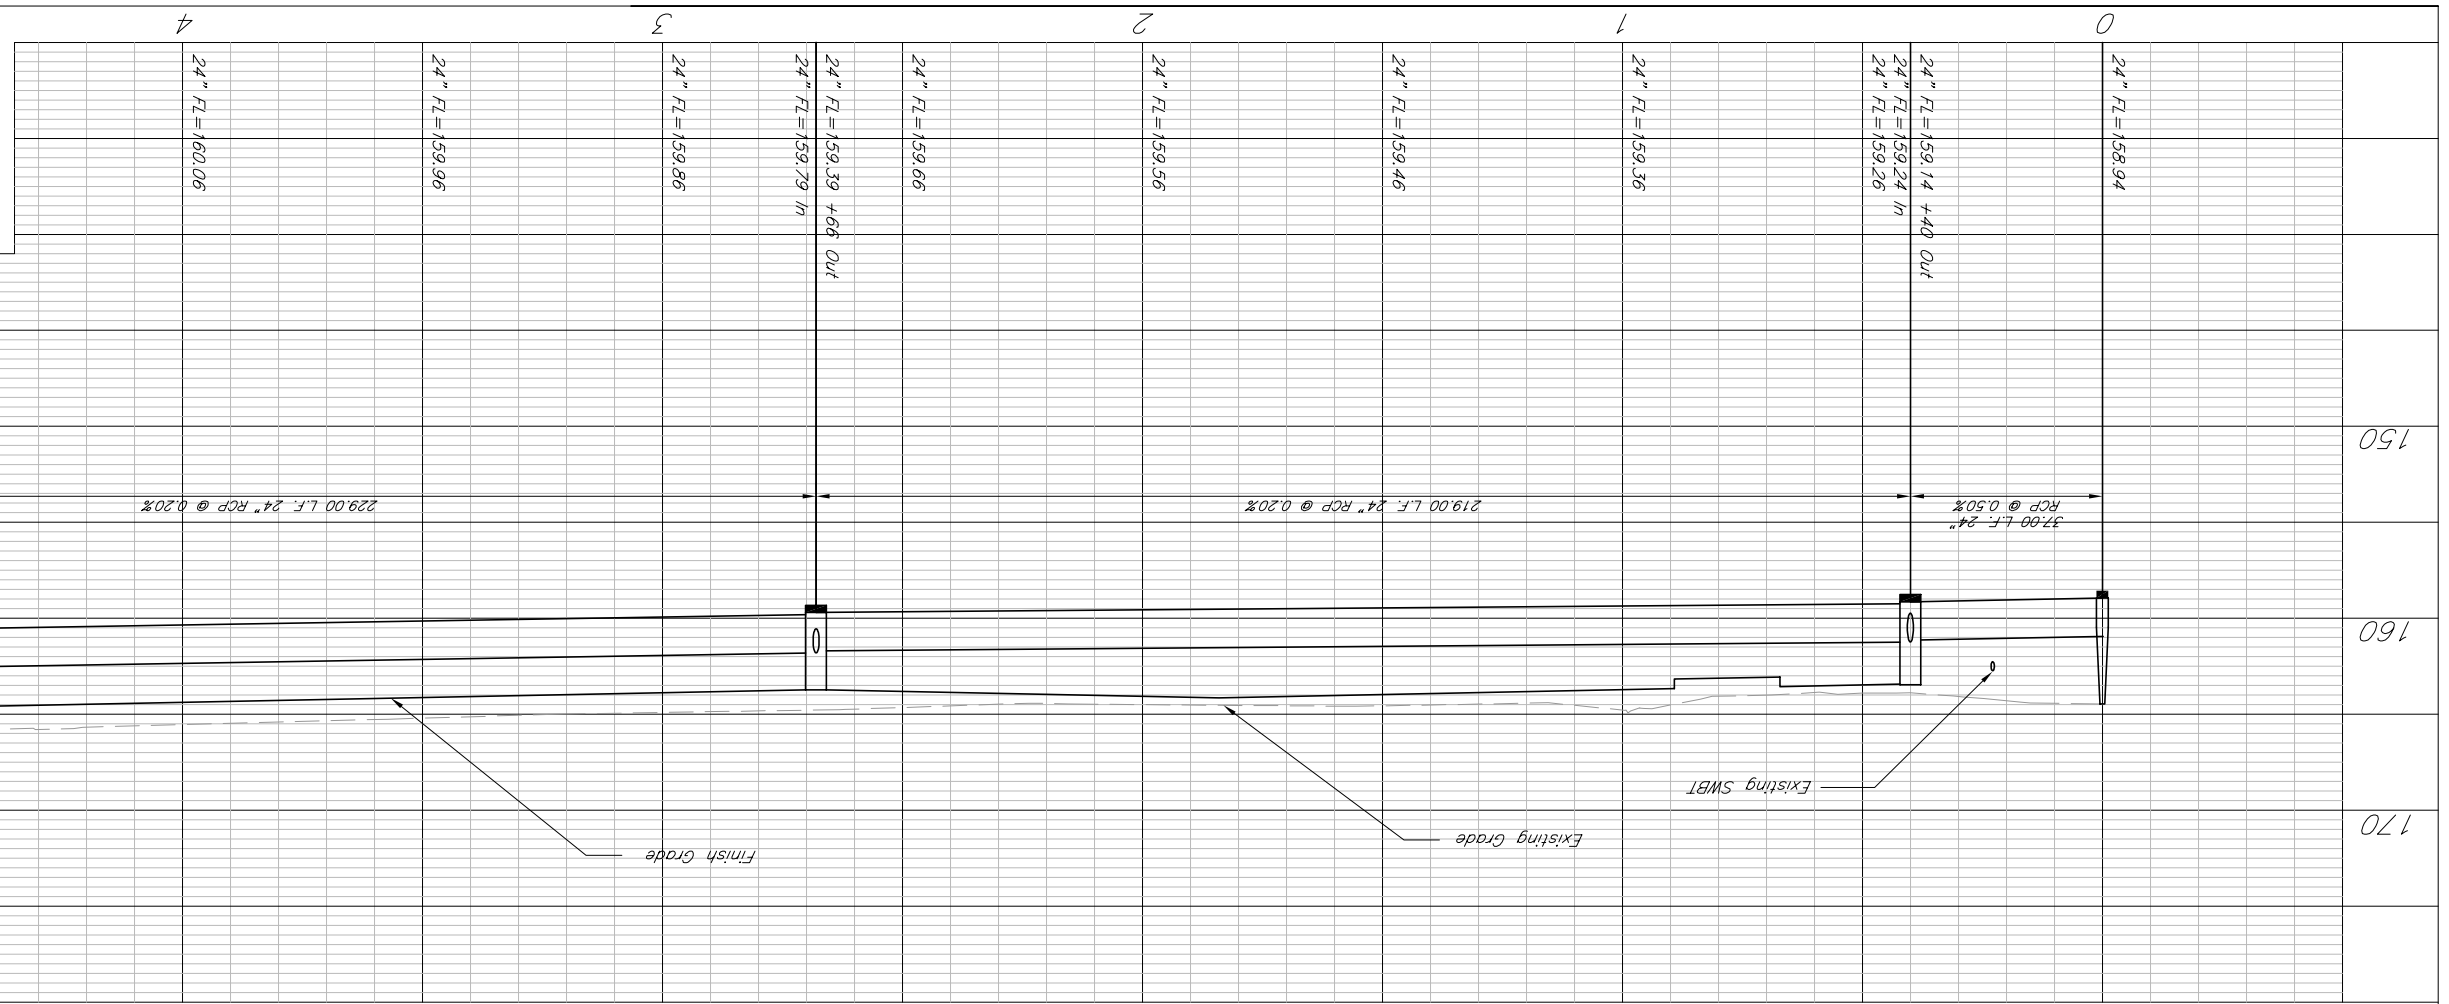 170
160
150
Existing SWBT
Existing Grade
Finish Grade
37.00 L.F. 24"
RCP @ 0.50%
219.00 L.F. 24" RCP @ 0.20%
229.00 L.F. 24" RCP @ 0.20%
24" FL=158.94
24" FL=159.14 +40 Out
24" FL=159.24 In
24" FL=159.26
24" FL=159.36
24" FL=159.46
24" FL=159.56
24" FL=159.66
24" FL=159.39 +66 Out
24" FL=159.79 In
24" FL=159.86
24" FL=159.96
24" FL=160.06
0
1
2
3
4